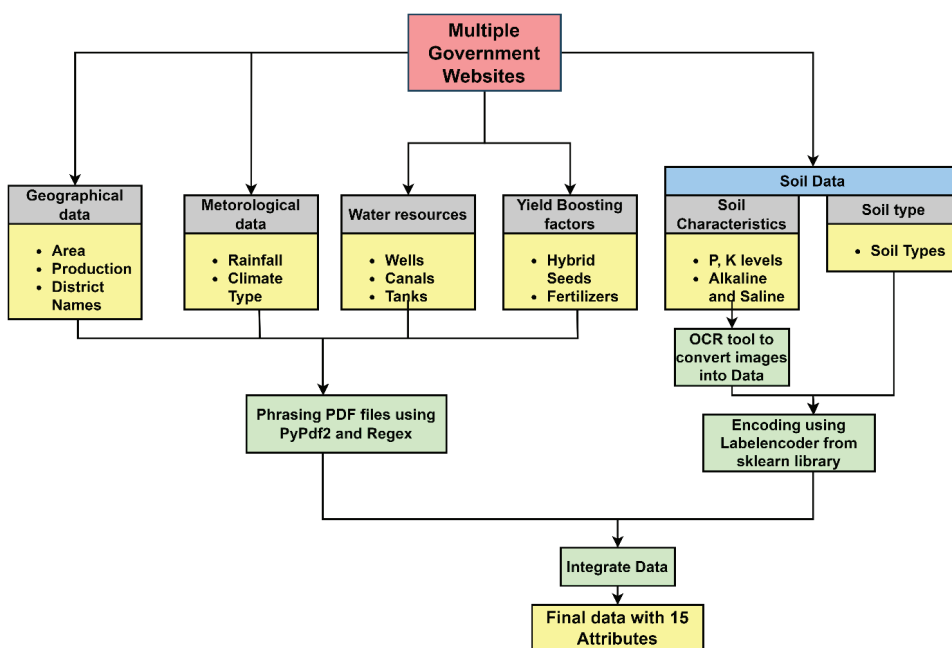 Multiple
Government
Websites
Geographical
data
• Area
• Production
• District
Names
Metorological
data
• Rainfall
• Climate
Type
Water resources
• Wells
• Canals
• Tanks
Yield Boosting
factors
• Hybrid
Seeds
• Fertilizers
Soil Data
Soil
Characteristics
• P, K levels
• Alkaline
and Saline
Soil type
• Soil Types
OCR tool to
convert images
into Data
Phrasing PDF files using
PyPdf2 and Regex
Encoding using
Labelencoder from
sklearn library
Integrate Data
Final data with 15
Attributes